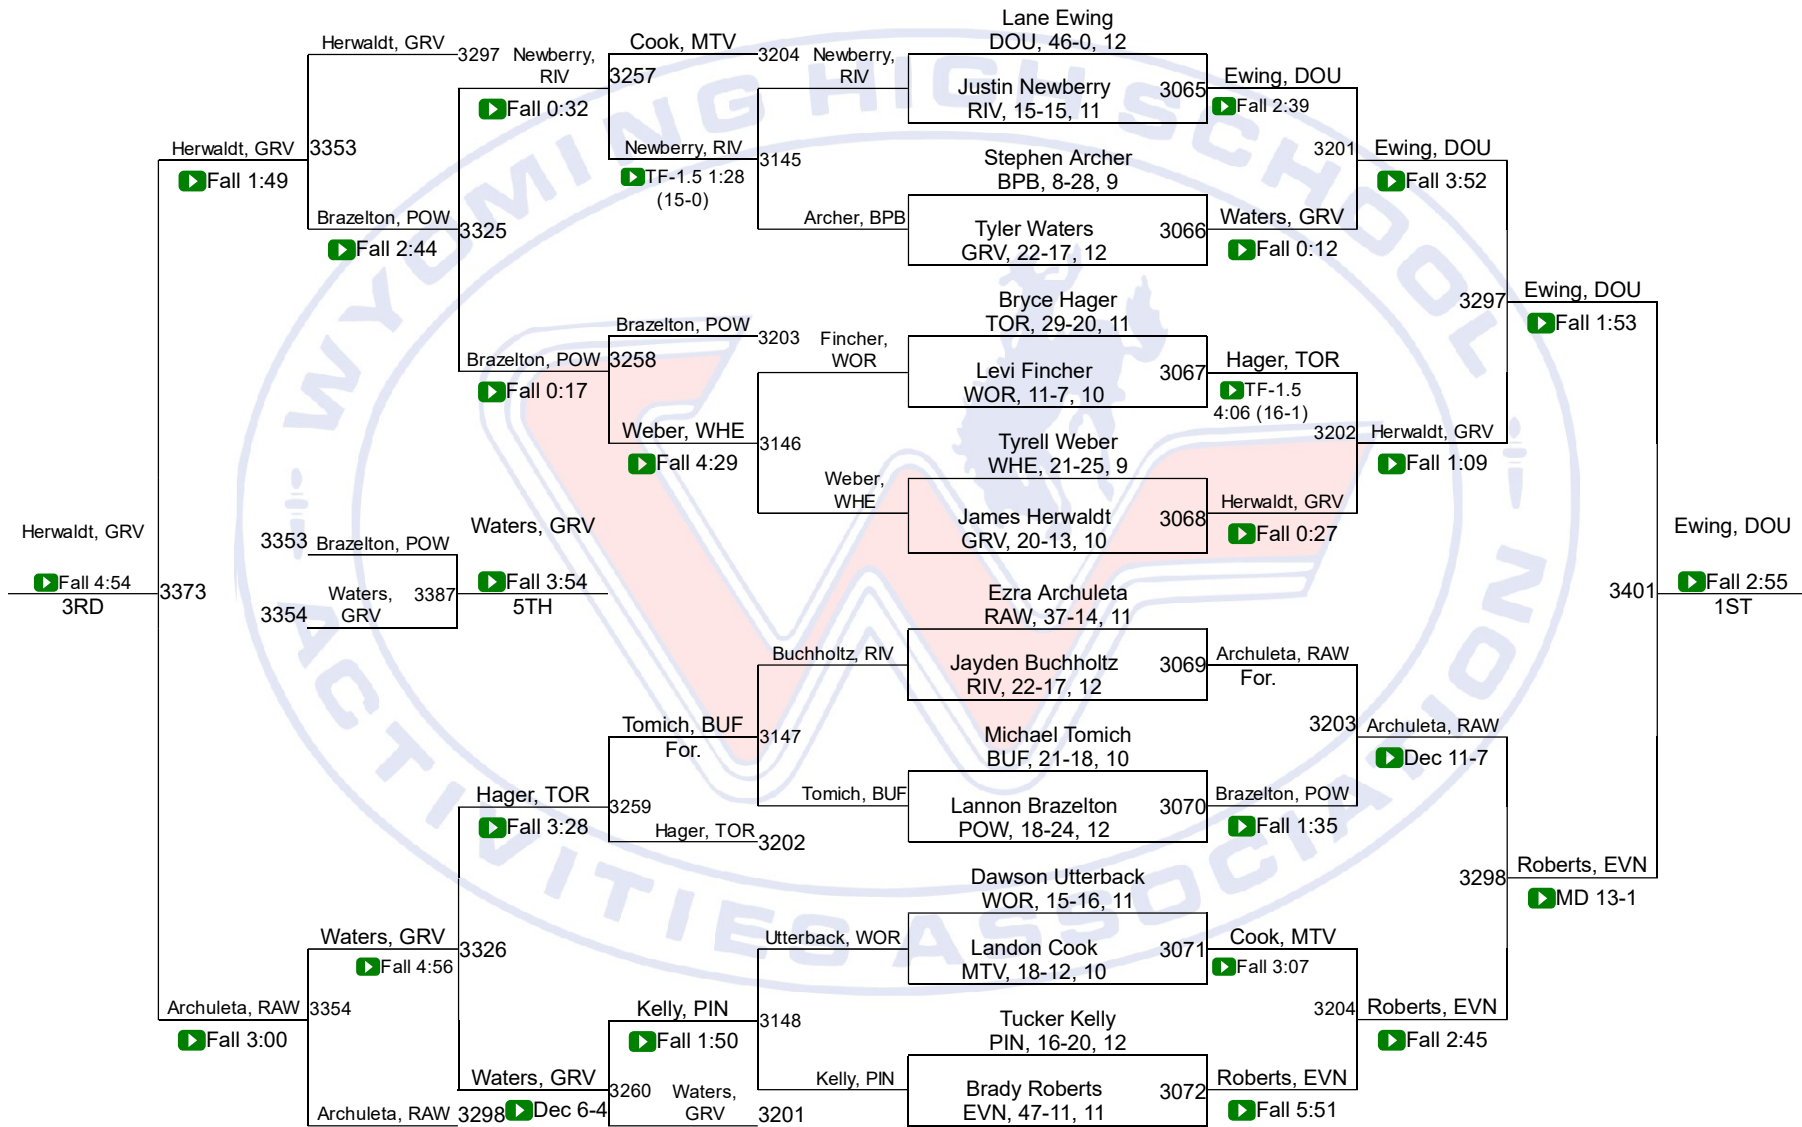 Lane Ewing
DOU, 46-0, 12
Herwaldt, GRV
3297
Newberry,
RIV
Cook, MTV
3204
Newberry,
RIV
3257
Justin Newberry
RIV, 15-15, 11
3065
Ewing, DOU
Fall 2:39
Fall 0:32
Herwaldt, GRV
3353
Fall 1:49
Newberry, RIV
3145
TF-1.5 1:28
(15-0)
Stephen Archer
BPB, 8-28, 9
3201
Ewing, DOU
Fall 3:52
Brazelton, POW
3325
Fall 2:44
Archer, BPB
Tyler Waters
GRV, 22-17, 12
3066
Waters, GRV
Fall 0:12
Bryce Hager
TOR, 29-20, 11
3297
Ewing, DOU
Fall 1:53
Brazelton, POW
3203
Fincher,
WOR
Brazelton, POW
3258
Fall 0:17
Levi Fincher
WOR, 11-7, 10
3067
Hager, TOR
TF-1.5
4:06 (16-1)
Weber, WHE
3146
Fall 4:29
Tyrell Weber
WHE, 21-25, 9
3202
Herwaldt, GRV
Fall 1:09
Weber,
WHE
James Herwaldt
GRV, 20-13, 10
3068
Herwaldt, GRV
Fall 0:27
Herwaldt, GRV
Fall 4:54
3RD
3373
3353
Brazelton, POW
Waters, GRV
3354
Waters,
GRV
3387
Fall 3:54
5TH
Ewing, DOU
3401
Fall 2:55
1ST
Ezra Archuleta
RAW, 37-14, 11
Buchholtz, RIV
Jayden Buchholtz
RIV, 22-17, 12
3069
Archuleta, RAW
For.
Tomich, BUF
For.
3147
Michael Tomich
BUF, 21-18, 10
3203
Archuleta, RAW
Dec 11-7
Hager, TOR
3259
Fall 3:28
Tomich, BUF
Lannon Brazelton
POW, 18-24, 12
3070
Brazelton, POW
Fall 1:35
Hager, TOR
3202
Dawson Utterback
WOR, 15-16, 11
3298
Roberts, EVN
MD 13-1
Waters, GRV
3326
Fall 4:56
Utterback, WOR
Landon Cook
MTV, 18-12, 10
3071
Cook, MTV
Fall 3:07
Archuleta, RAW
3354
Fall 3:00
Kelly, PIN
3148
Fall 1:50
Tucker Kelly
PIN, 16-20, 12
3204
Roberts, EVN
Fall 2:45
Waters, GRV
3260
Dec 6-4
Waters,
GRV
3201
Kelly, PIN
Brady Roberts
EVN, 47-11, 11
3072
Roberts, EVN
Fall 5:51
Archuleta, RAW
3298
WYOMING HIGH SCHOOL
ACTIVITIES ASSOCIATION